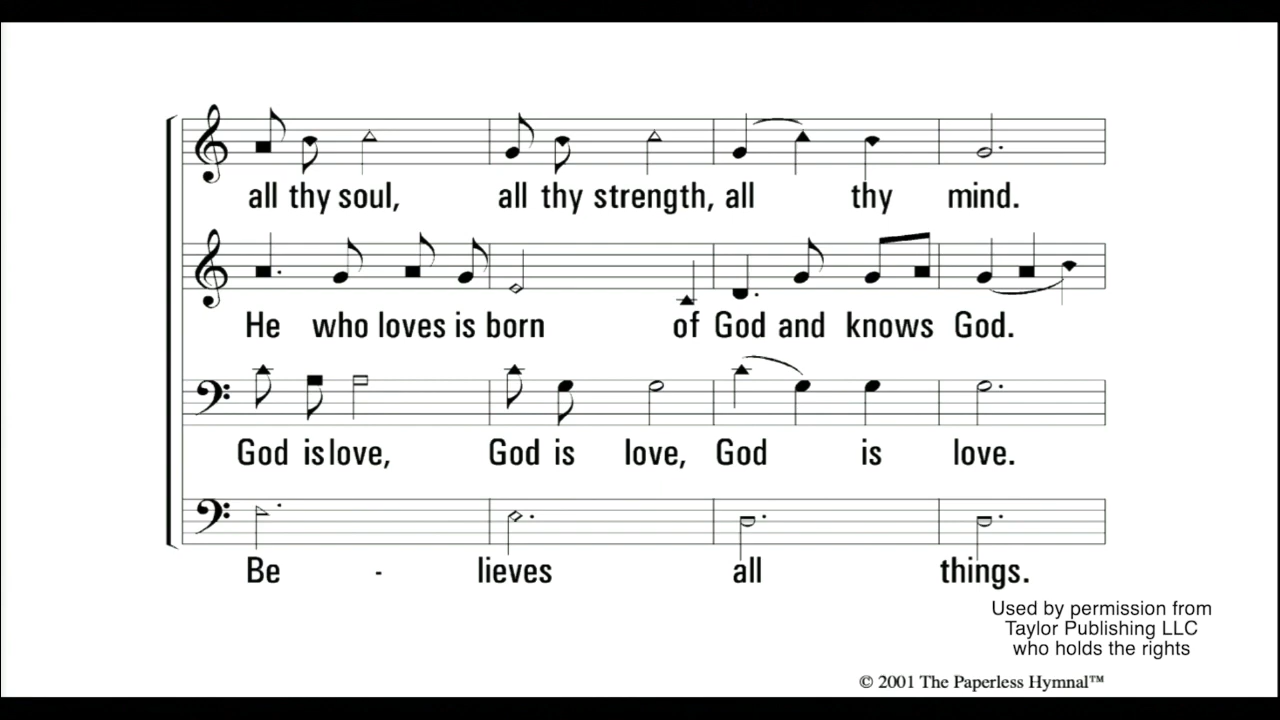 all thy soul, all thy strength, all thy mind.
He who loves is born of God and knows God.
God is love, God is love, God is love.
Be - lieves all things.
Used by permission from
Taylor Publishing LLC
who holds the rights
© 2001 The Paperless Hymnal™